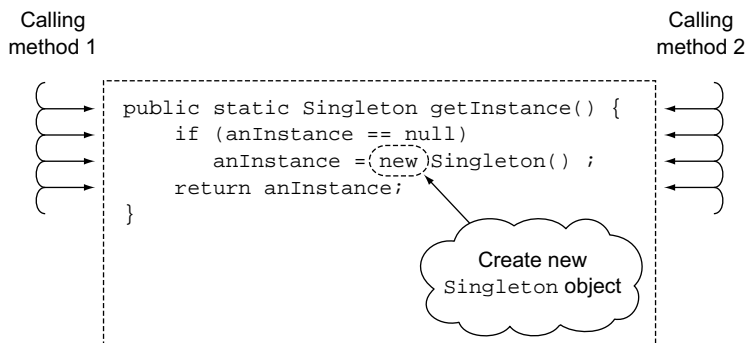 Calling
method 1
Calling
method 2
public static Singleton getInstance() {
if (anInstance == null)
anInstance = new Singleton() ;
return anInstance;
}
Create new
Singleton object